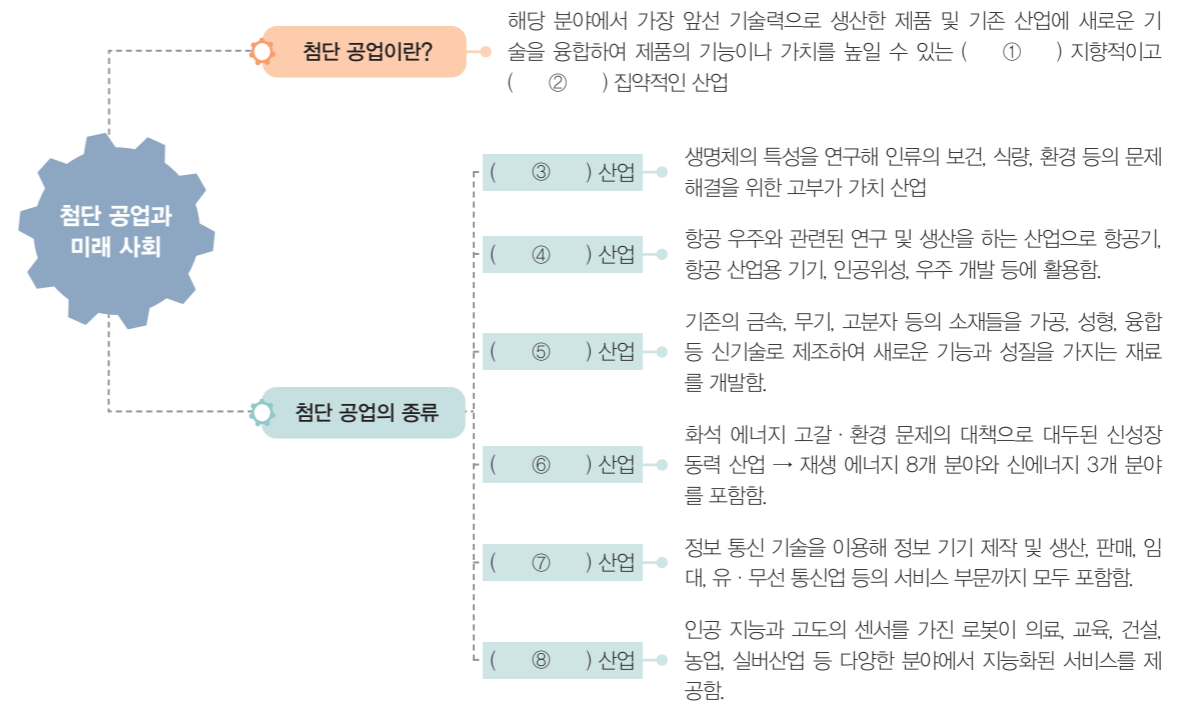 해당 분야에서 가장 앞선 기술력으로 생산한 제품 및 기존 산업에 새로운 기
첨단 공업이란?
술을 융합하여 제품의 기능이나 가치를 높일 수 있는 ( ① ) 지향적이고
( ② ) 집약적인 산업
첨단 공업과
미래 사회
첨단 공업의 종류
( ③ ) 산업
생명체의 특성을 연구해 인류의 보건, 식량, 환경 등의 문제
해결을 위한 고부가 가치 산업
( ④ ) 산업
항공 우주와 관련된 연구 및 생산을 하는 산업으로 항공기,
항공 산업용 기기, 인공위성, 우주 개발 등에 활용함.
( ⑤ ) 산업
기존의 금속, 무기, 고분자 등의 소재들을 가공, 성형, 융합
등 신기술로 제조하여 새로운 기능과 성질을 가지는 재료
를 개발함.
( ⑥ ) 산업
화석 에너지 고갈 · 환경 문제의 대책으로 대두된 신성장
동력 산업 → 재생 에너지 8개 분야와 신에너지 3개 분야
를 포함함.
( ⑦ ) 산업
정보 통신 기술을 이용해 정보 기기 제작 및 생산, 판매, 임
대, 유 · 무선 통신업 등의 서비스 부문까지 모두 포함함.
( ⑧ ) 산업
인공 지능과 고도의 센서를 가진 로봇이 의료, 교육, 건설,
농업, 실버산업 등 다양한 분야에서 지능화된 서비스를 제
공함.